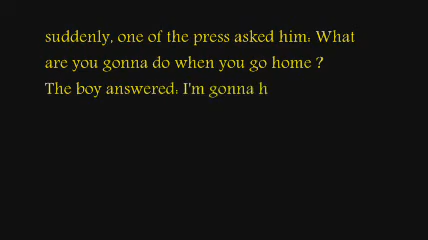 suddenly, one of the press asked him: What
are you gonna do when you go home ?
The boy answered: I'm gonna h